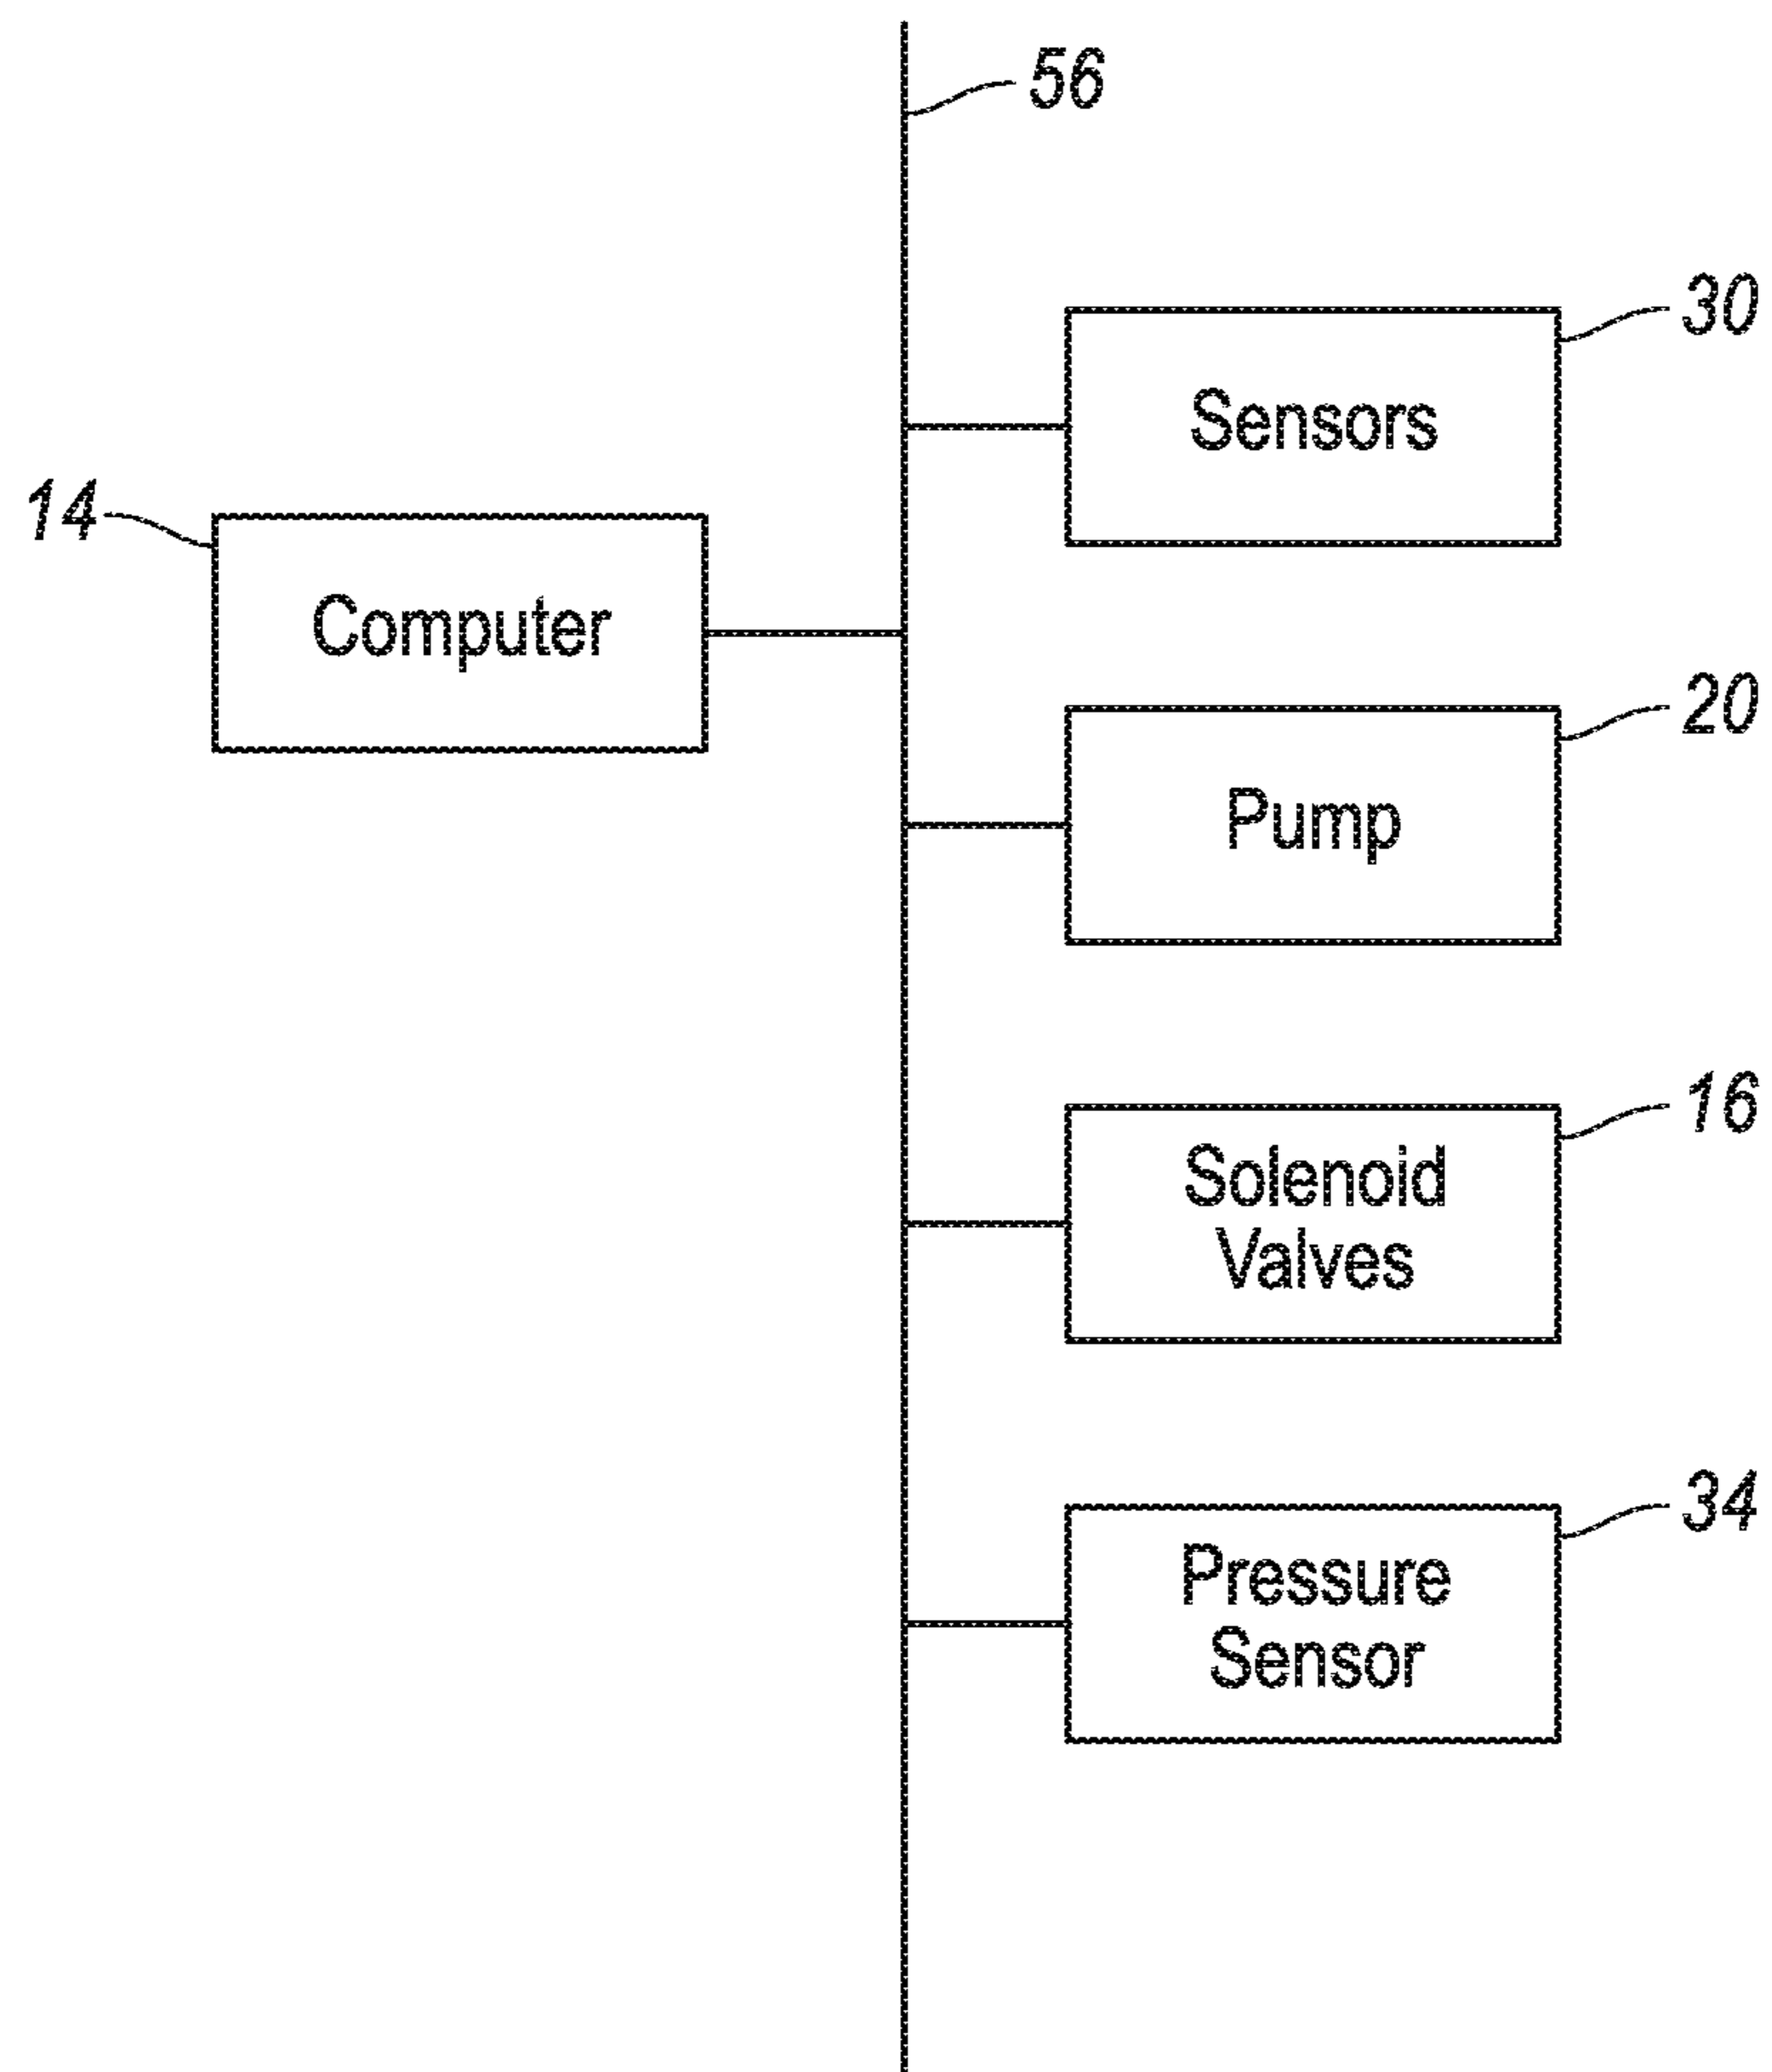 56
30
Sensors
14
Computer
20
Pump
16
Solenoid
Valves
34
Pressure
Sensor